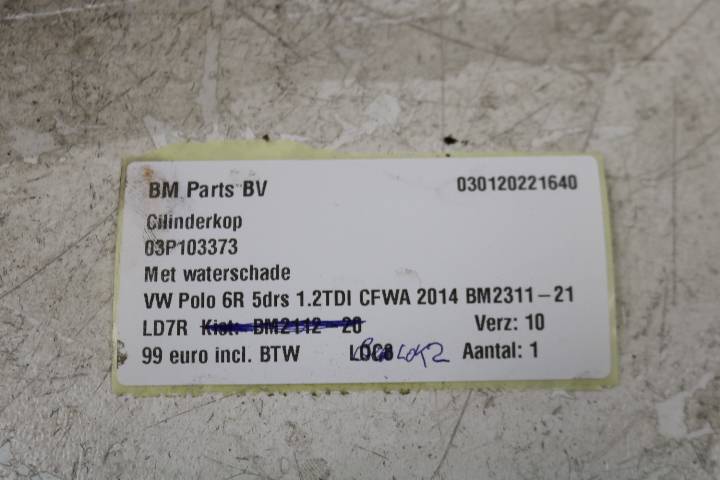 BM Parts BV 030120221640
Cilinderkop
03P103373
Met waterschade
VW Polo 6R 5drs 1.2TDI CFWA 2014 BM2311-21
LD7R Kist: BM2112-20 Verz: 10
99 euro incl. BTW Aantal: 1